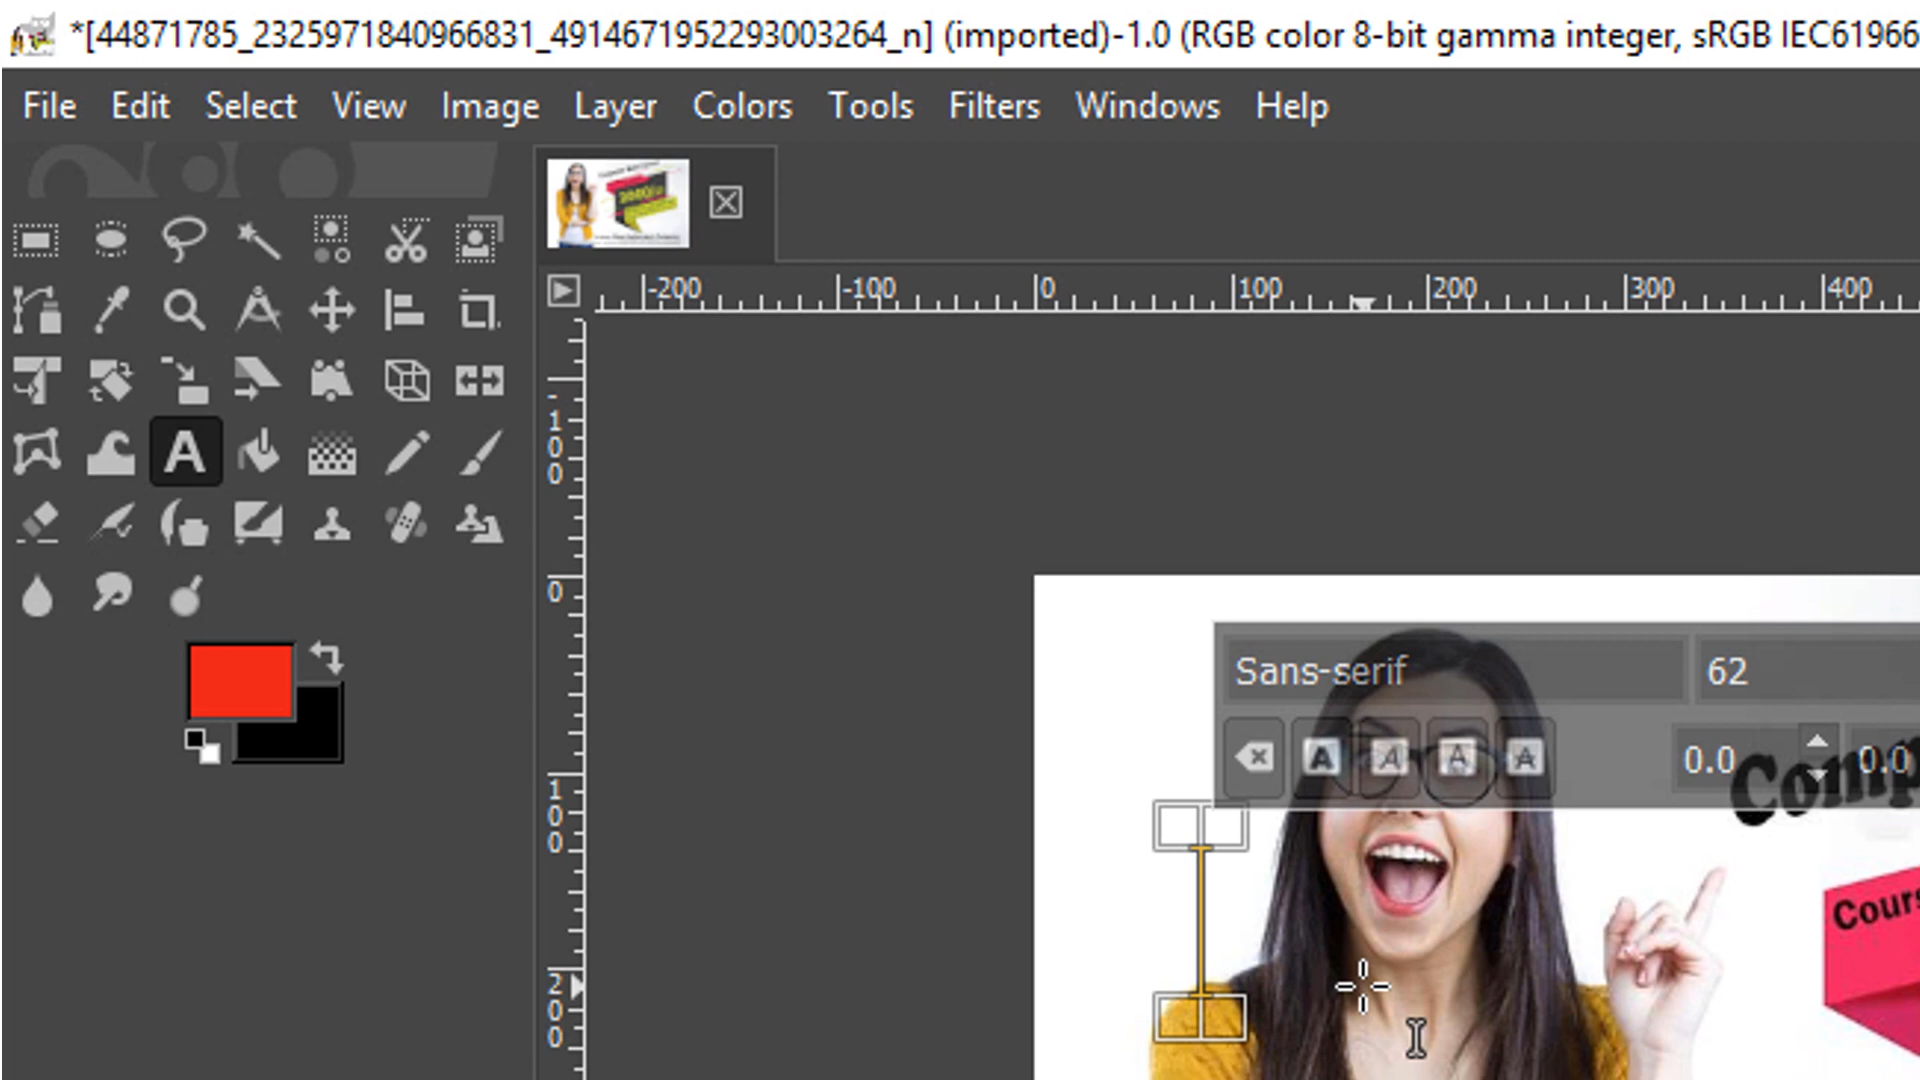 *[44871785_2325971840966831_4914671952293003264_n] (imported)-1.0 (RGB color 8-bit gamma integer, sRGB IEC61966
File Edit Select View Image Layer Colors Tools Filters Windows Help
-200 -100 0 100 200 300 400
-100
0
100
200
Sans-serif 62
0.0 0.0
Comp
Cours